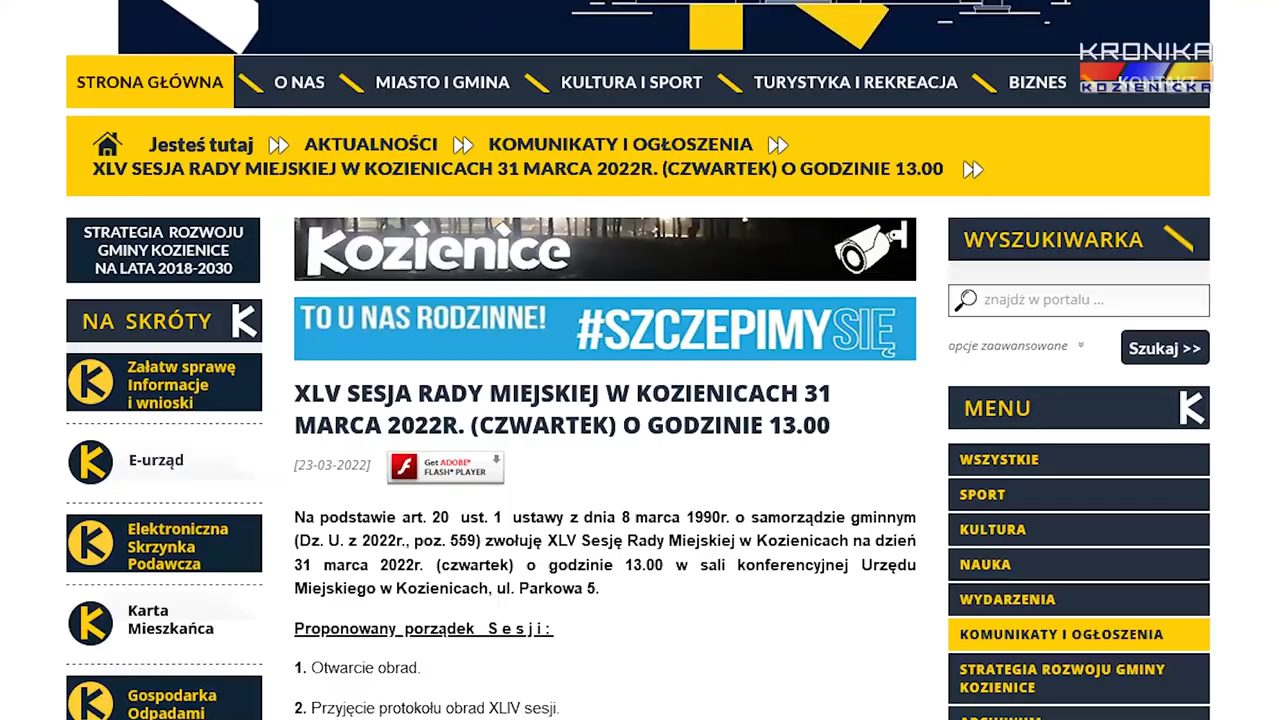 KRONIKA
KOZIENICKA
STRONA GŁÓWNA
O NAS
MIASTO I GMINA
KULTURA I SPORT
TURYSTYKA I REKREACJA
BIZNES
KONTAKT
Jesteś tutaj
AKTUALNOŚCI
KOMUNIKATY I OGŁOSZENIA
XLV SESJA RADY MIEJSKIEJ W KOZIENICACH 31 MARCA 2022R. (CZWARTEK) O GODZINIE 13.00
STRATEGIA ROZWOJU
GMINY KOZIENICE
NA LATA 2018-2030
NA SKRÓTY
Załatw sprawę
Informacje
i wnioski
E-urząd
Elektroniczna
Skrzynka
Podawcza
Karta
Mieszkańca
Gospodarka
Odpadami
Kozienice
TO U NAS RODZINNE!
#SZCZEPIMYSIĘ
XLV SESJA RADY MIEJSKIEJ W KOZIENICACH 31
MARCA 2022R. (CZWARTEK) O GODZINIE 13.00
[23-03-2022]
Get ADOBE®
FLASH® PLAYER
Na podstawie art. 20 ust. 1 ustawy z dnia 8 marca 1990r. o samorządzie gminnym
(Dz. U. z 2022r., poz. 559) zwołuję XLV Sesję Rady Miejskiej w Kozienicach na dzień
31 marca 2022r. (czwartek) o godzinie 13.00 w sali konferencyjnej Urzędu
Miejskiego w Kozienicach, ul. Parkowa 5.
Proponowany porządek S e s j i :
1. Otwarcie obrad.
2. Przyjęcie protokołu obrad XLIV sesji.
WYSZUKIWARKA
znajdź w portalu ...
opcje zaawansowane
Szukaj >>
MENU
WSZYSTKIE
SPORT
KULTURA
NAUKA
WYDARZENIA
KOMUNIKATY I OGŁOSZENIA
STRATEGIA ROZWOJU GMINY
KOZIENICE
ARCHIWUM